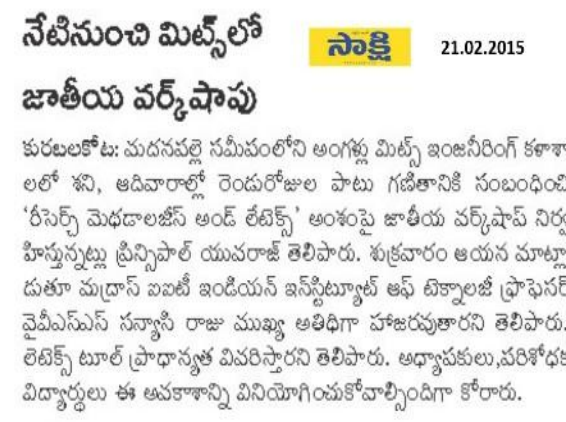 నేటినుంచి మిట్స్‌లో
సాక్షి
21.02.2015
జాతీయ వర్క్‌షాపు
కురబలకోట: మదనపల్లె సమీపంలోని అంగళ్లు మిట్స్ ఇంజనీరింగ్ కళాశా
లలో శని, ఆదివారాల్లో రెండురోజుల పాటు గణితానికి సంబంధించి
'రీసెర్చ్ మెథడాలజీస్ అండ్ లేటెక్స్' అంశంపై జాతీయ వర్క్‌షాప్ నిర్వ
హిస్తున్నట్లు ప్రిన్సిపాల్ యువరాజ్ తెలిపారు. శుక్రవారం ఆయన మాట్లా
డుతూ మద్రాస్ ఐఐటీ ఇండియన్ ఇన్‌స్టిట్యూట్ ఆఫ్ టెక్నాలజీ ప్రొఫెసర్
వైవీఎస్ఎస్ సన్యాసి రాజు ముఖ్య అతిథిగా హాజరవుతారని తెలిపారు.
లెటెక్స్ టూల్ ప్రాధాన్యత వివరిస్తారని తెలిపారు. అధ్యాపకులు,పరిశోధక
విద్యార్థులు ఈ అవకాశాన్ని వినియోగించుకోవాల్సిందిగా కోరారు.